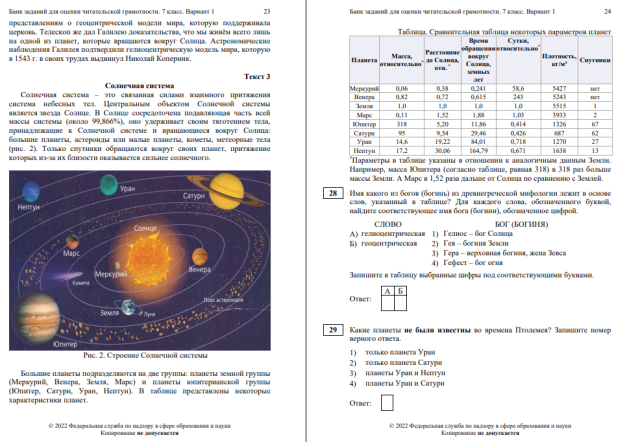 Банк заданий для оценки читательской грамотности. 7 класс. Вариант 1 23
представлениям о геоцентрической модели мира, которую поддерживала
церковь. Телескоп же дал Галилею доказательства, что мы живём всего лишь
на одной из планет, которые вращаются вокруг Солнца. Астрономические
наблюдения Галилея подтвердили гелиоцентрическую модель мира, которую
в 1543 г. в своих трудах выдвинул Николай Коперник.
Текст 3
Солнечная система
Солнечная система – это связанная силами взаимного притяжения
система небесных тел. Центральным объектом Солнечной системы
является звезда Солнце. В Солнце сосредоточена подавляющая часть всей
массы системы (около 99,866%), оно удерживает своим тяготением тела,
принадлежащие к Солнечной системе и вращающиеся вокруг Солнца:
большие планеты, астероиды или малые планеты, кометы, метеорные тела
(рис. 2). Только спутники обращаются вокруг своих планет, притяжение
которых из-за их близости оказывается сильнее солнечного.
Нептун
Уран
Сатурн
Солнце
Марс
Меркурий
Венера
Комета
Пояс астероидов
Земля
Луна
Юпитер
Рис. 2. Строение Солнечной системы
Большие планеты подразделяются на две группы: планеты земной группы
(Меркурий, Венера, Земля, Марс) и планеты юпитерианской группы
(Юпитер, Сатурн, Уран, Нептун). В таблице представлены некоторые
характеристики планет.
© 2022 Федеральная служба по надзору в сфере образования и науки
Копирование не допускается
Банк заданий для оценки читательской грамотности. 7 класс. Вариант 1 24
Таблица. Сравнительная таблица некоторых параметров планет
Планета Масса, относительно* Расстояние до Солнца, отн.* Время обращения вокруг Солнца, земных лет Сутки, относительно* Плотность, кг/м³ Спутники
Меркурий 0,06 0,38 0,241 58,6 5427 нет
Венера 0,82 0,72 0,615 243 5243 нет
Земля 1,0 1,0 1,0 1,0 5515 1
Марс 0,11 1,52 1,88 1,03 3933 2
Юпитер 318 5,20 11,86 0,414 1326 67
Сатурн 95 9,54 29,46 0,426 687 62
Уран 14,6 19,22 84,01 0,718 1270 27
Нептун 17,2 30,06 164,79 0,671 1638 13
*Параметры в таблице указаны в отношении к аналогичным данным Земли.
Например, масса Юпитера (согласно таблице, равная 318) в 318 раз больше
массы Земли. А Марс в 1,52 раза дальше от Солнца по сравнению с Землей.
28 Имя какого из богов (богинь) из древнегреческой мифологии лежит в основе
слов, указанный в таблице? Для каждого слова, обозначенного буквой,
найдите соответствующее имя бога (богини), обозначенное цифрой.
СЛОВО БОГ (БОГИНЯ)
А) гелиоцентрическая 1) Гелиос – бог Солнца
Б) геоцентрическая 2) Гея – богиня Земли
3) Гера – верховная богиня, жена Зевса
4) Гефест – бог огня
Запишите в таблицу выбранные цифры под соответствующими буквами.
А Б
Ответ:
29 Какие планеты не были известны во времена Птолемея? Запишите номер
верного ответа.
1) только планета Уран
2) только планета Сатурн
3) планеты Уран и Нептун
4) планеты Уран и Сатурн
Ответ:
© 2022 Федеральная служба по надзору в сфере образования и науки
Копирование не допускается